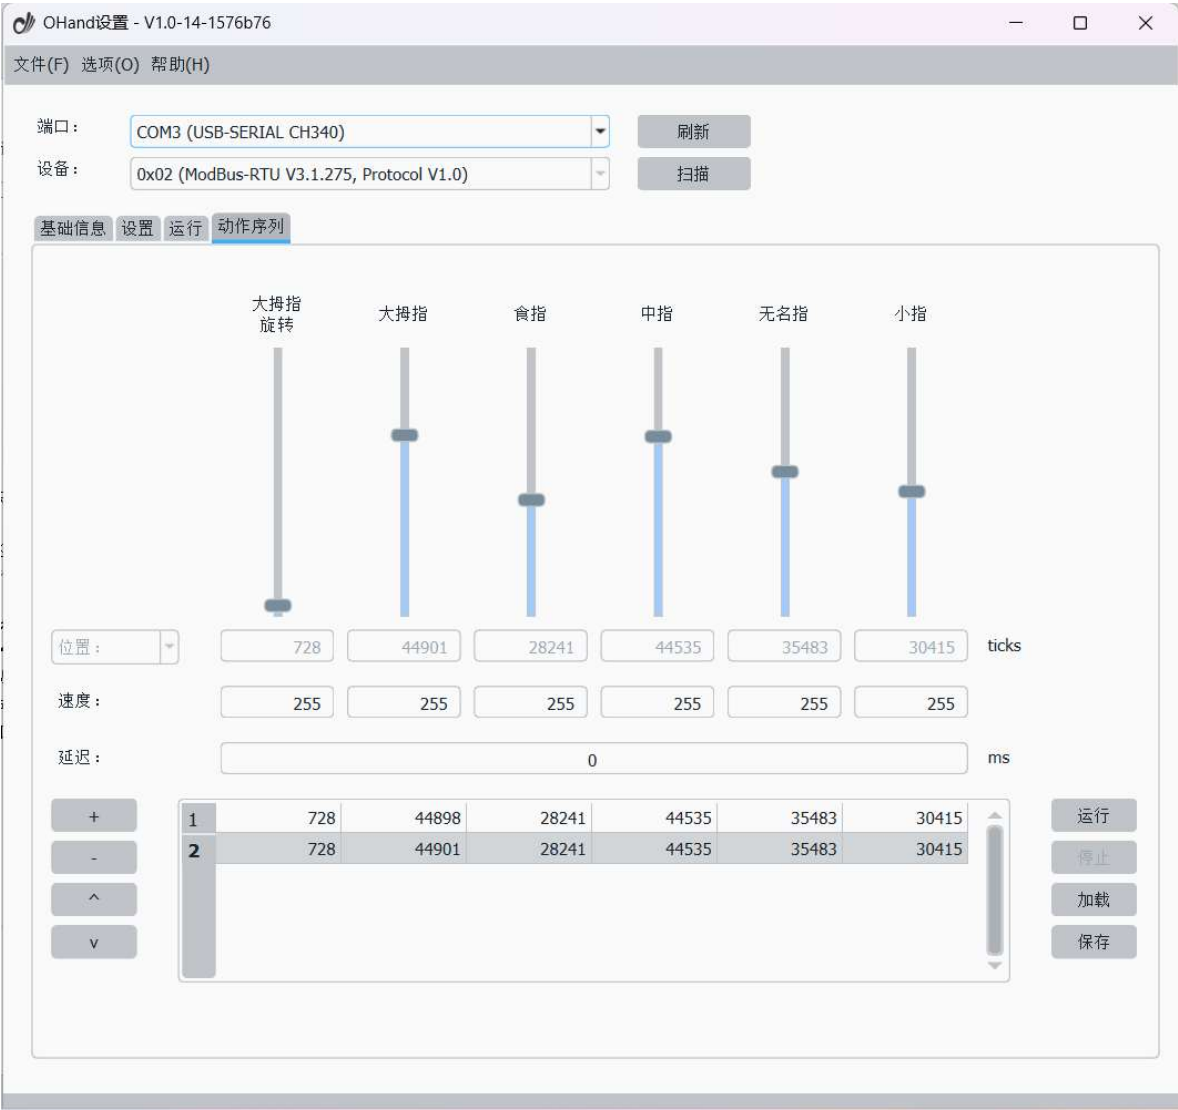 OHand设置 - V1.0-14-1576b76
文件(F) 选项(O) 帮助(H)
端口： COM3 (USB-SERIAL CH340) 刷新
设备： 0x02 (ModBus-RTU V3.1.275, Protocol V1.0) 扫描
基础信息 设置 运行 动作序列
大拇指旋转 大拇指 食指 中指 无名指 小指
位置： 728 44901 28241 44535 35483 30415 ticks
速度： 255 255 255 255 255 255
延迟： 0 ms
+ 1 728 44898 28241 44535 35483 30415 运行
- 2 728 44901 28241 44535 35483 30415 停止
^ 加载
v 保存